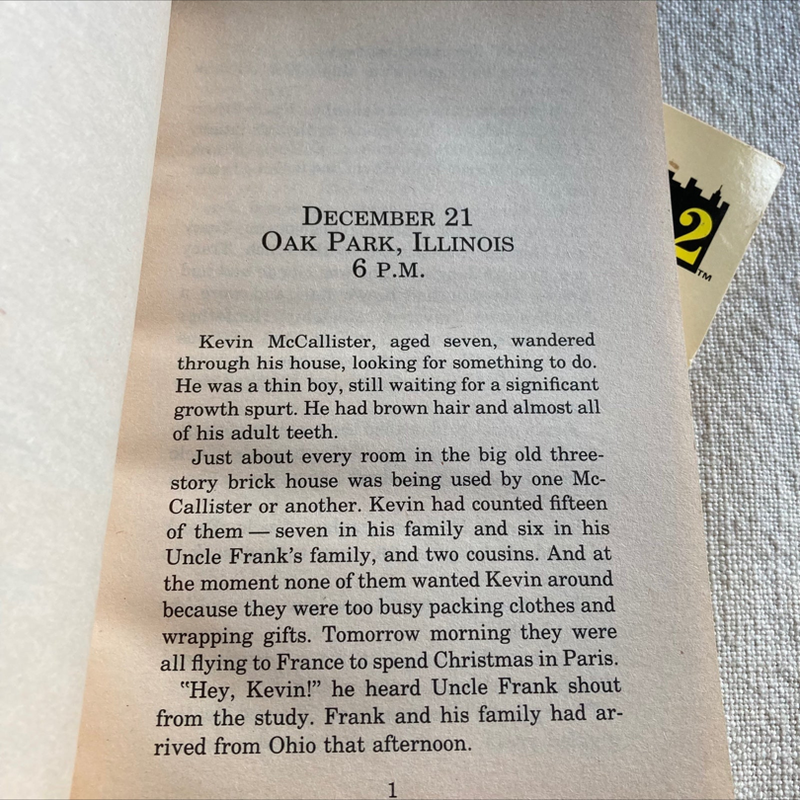 DECEMBER 21
OAK PARK, ILLINOIS
6 P.M.
Kevin McCallister, aged seven, wandered
through his house, looking for something to do.
He was a thin boy, still waiting for a significant
growth spurt. He had brown hair and almost all
of his adult teeth.
Just about every room in the big old three-
story brick house was being used by one Mc-
Callister or another. Kevin had counted fifteen
of them — seven in his family and six in his
Uncle Frank's family, and two cousins. And at
the moment none of them wanted Kevin around
because they were too busy packing clothes and
wrapping gifts. Tomorrow morning they were
all flying to France to spend Christmas in Paris.
"Hey, Kevin!" he heard Uncle Frank shout
from the study. Frank and his family had ar-
rived from Ohio that afternoon.
1
2
TM